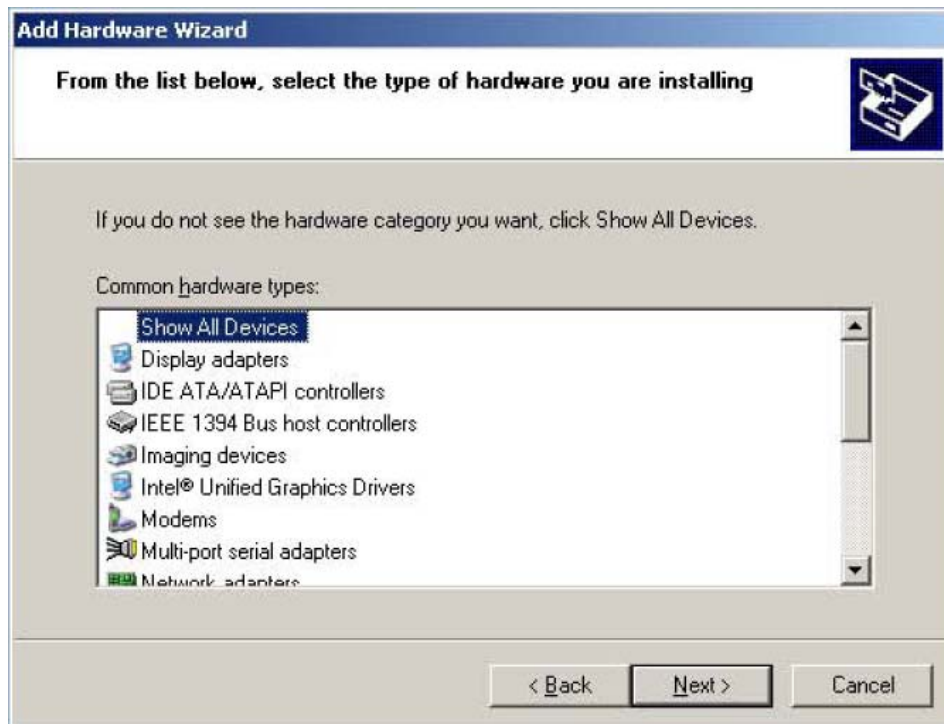 Add Hardware Wizard
From the list below, select the type of hardware you are installing
If you do not see the hardware category you want, click Show All Devices.
Common hardware types:
Show All Devices
Display adapters
IDE ATA/ATAPI controllers
IEEE 1394 Bus host controllers
Imaging devices
Intel® Unified Graphics Drivers
Modems
Multi-port serial adapters
Network adapters
< Back Next > Cancel